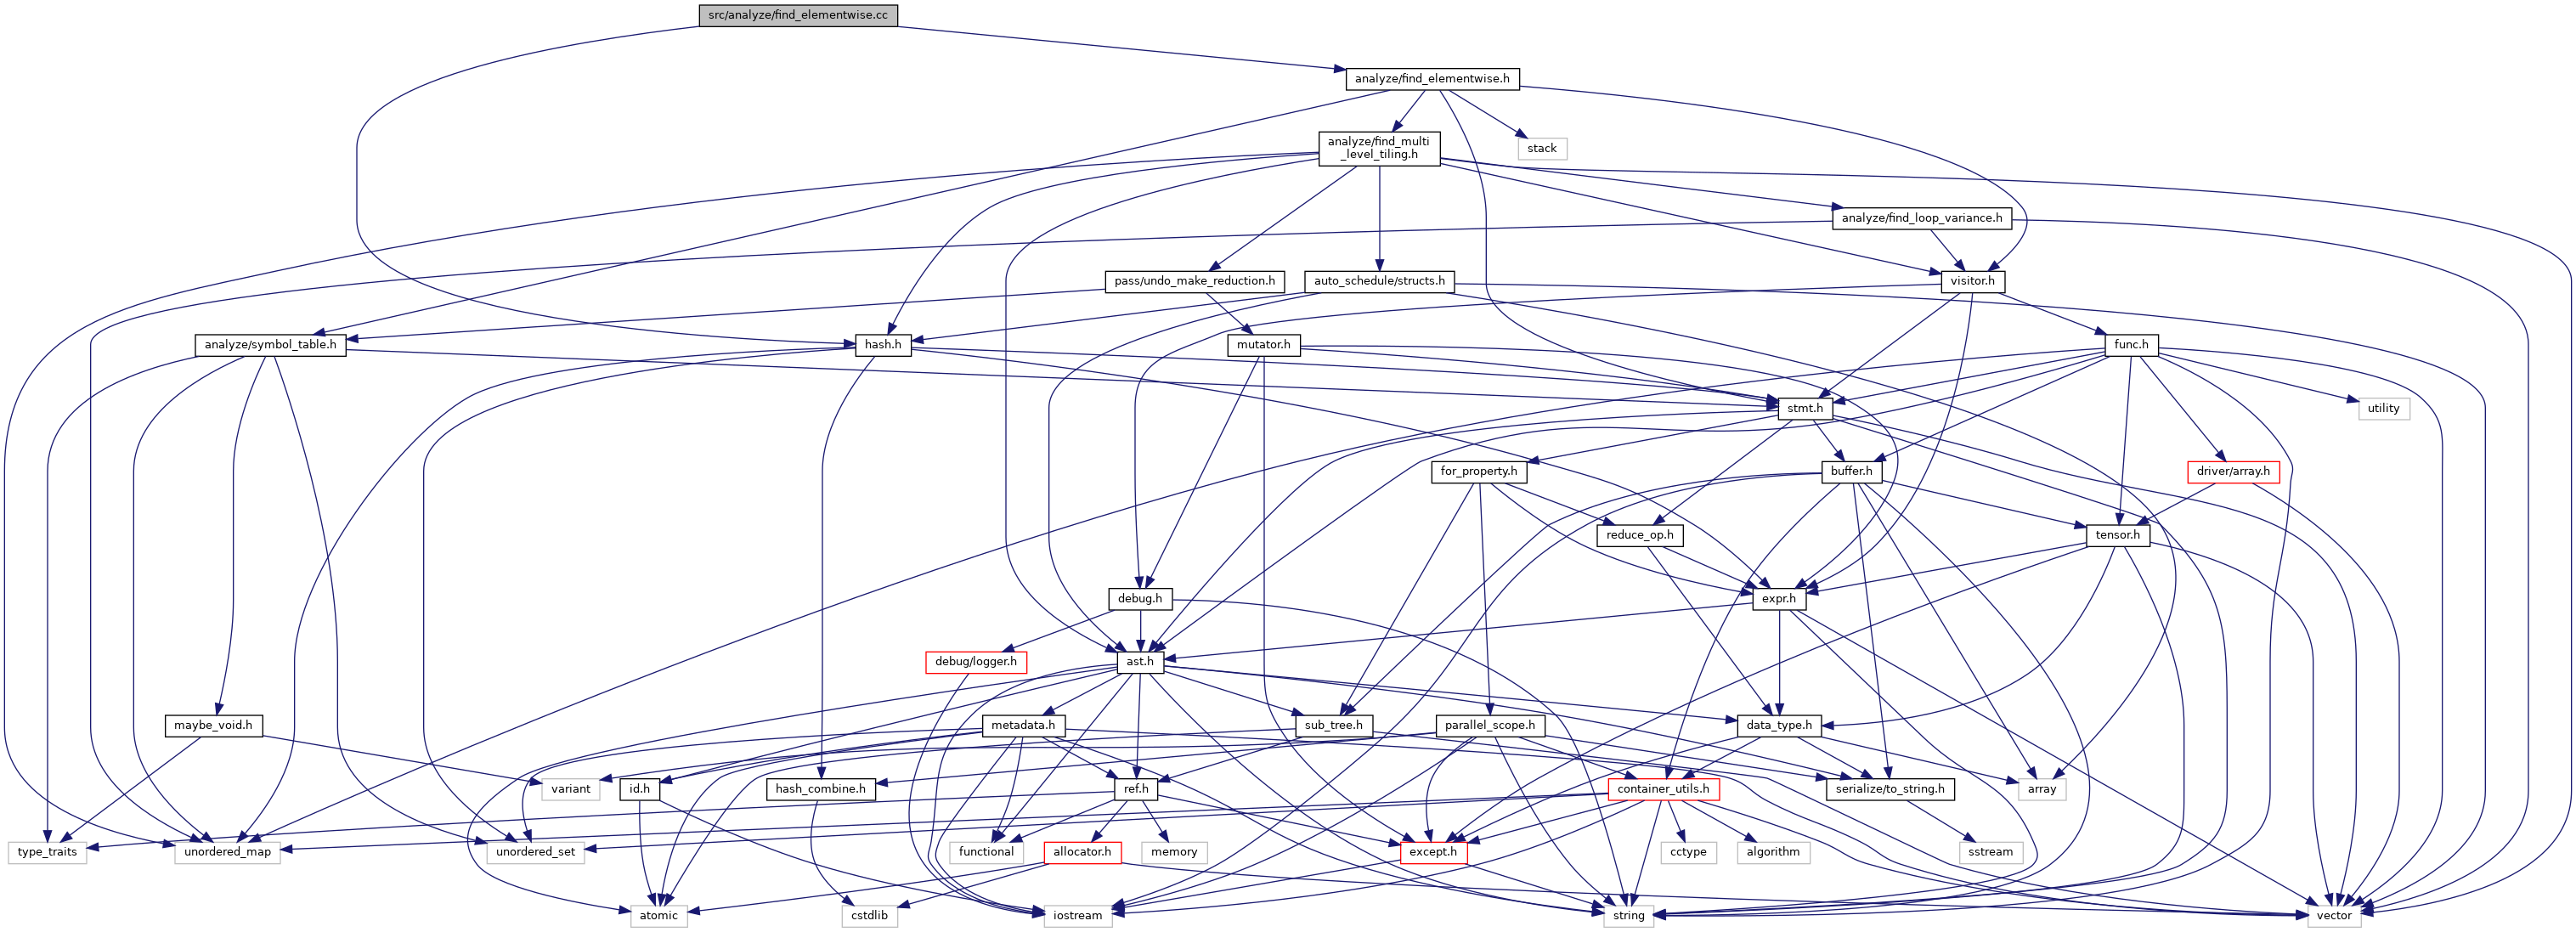 src/analyze/find_elementwise.cc
analyze/find_elementwise.h
analyze/find_multi
_level_tiling.h
stack
analyze/find_loop_variance.h
pass/undo_make_reduction.h
auto_schedule/structs.h
visitor.h
analyze/symbol_table.h
hash.h
mutator.h
func.h
stmt.h
utility
for_property.h
buffer.h
driver/array.h
reduce_op.h
tensor.h
debug.h
expr.h
debug/logger.h
ast.h
maybe_void.h
metadata.h
sub_tree.h
parallel_scope.h
data_type.h
variant
id.h
hash_combine.h
ref.h
container_utils.h
serialize/to_string.h
array
type_traits
unordered_map
unordered_set
functional
allocator.h
memory
except.h
cctype
algorithm
sstream
atomic
cstdlib
iostream
string
vector